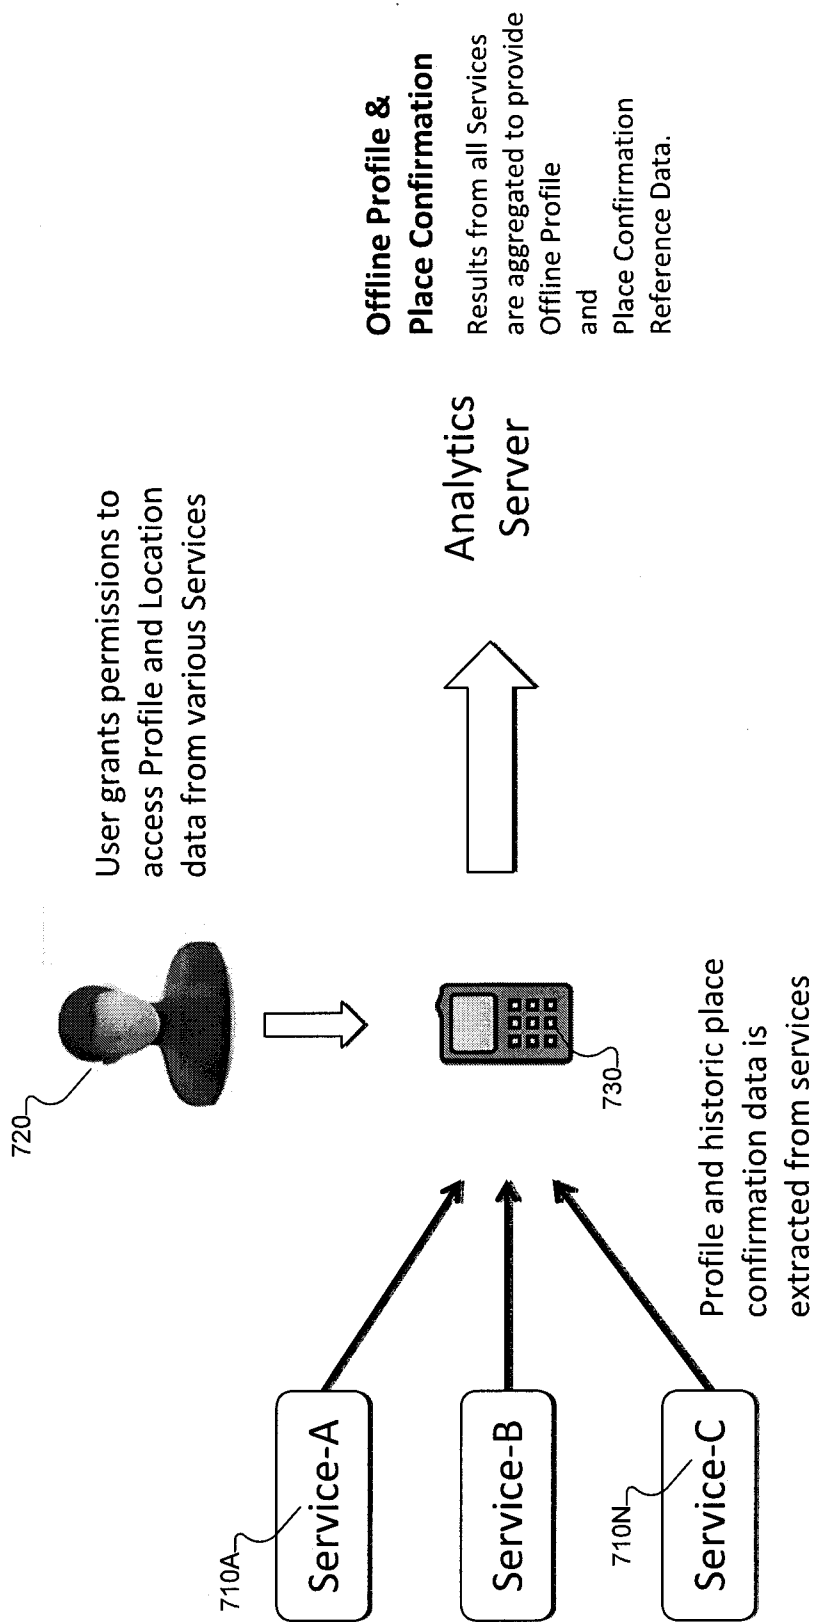 720
User grants permissions to
access Profile and Location
data from various Services
710A
Service-A
Service-B
710N
Service-C
730
Profile and historic place
confirmation data is
extracted from services
Analytics
Server
Offline Profile &
Place Confirmation
Results from all Services
are aggregated to provide
Offline Profile
and
Place Confirmation
Reference Data.